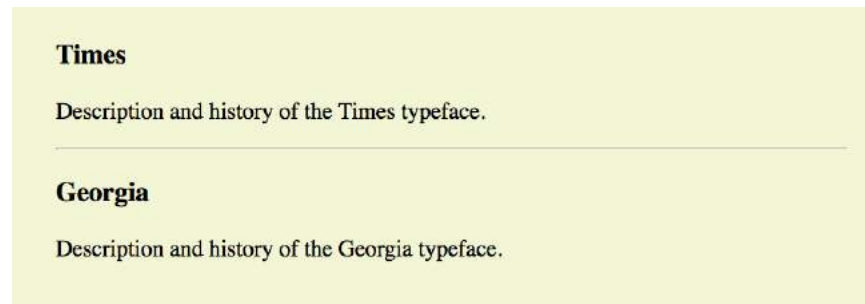 Times
Description and history of the Times typeface.
Georgia
Description and history of the Georgia typeface.